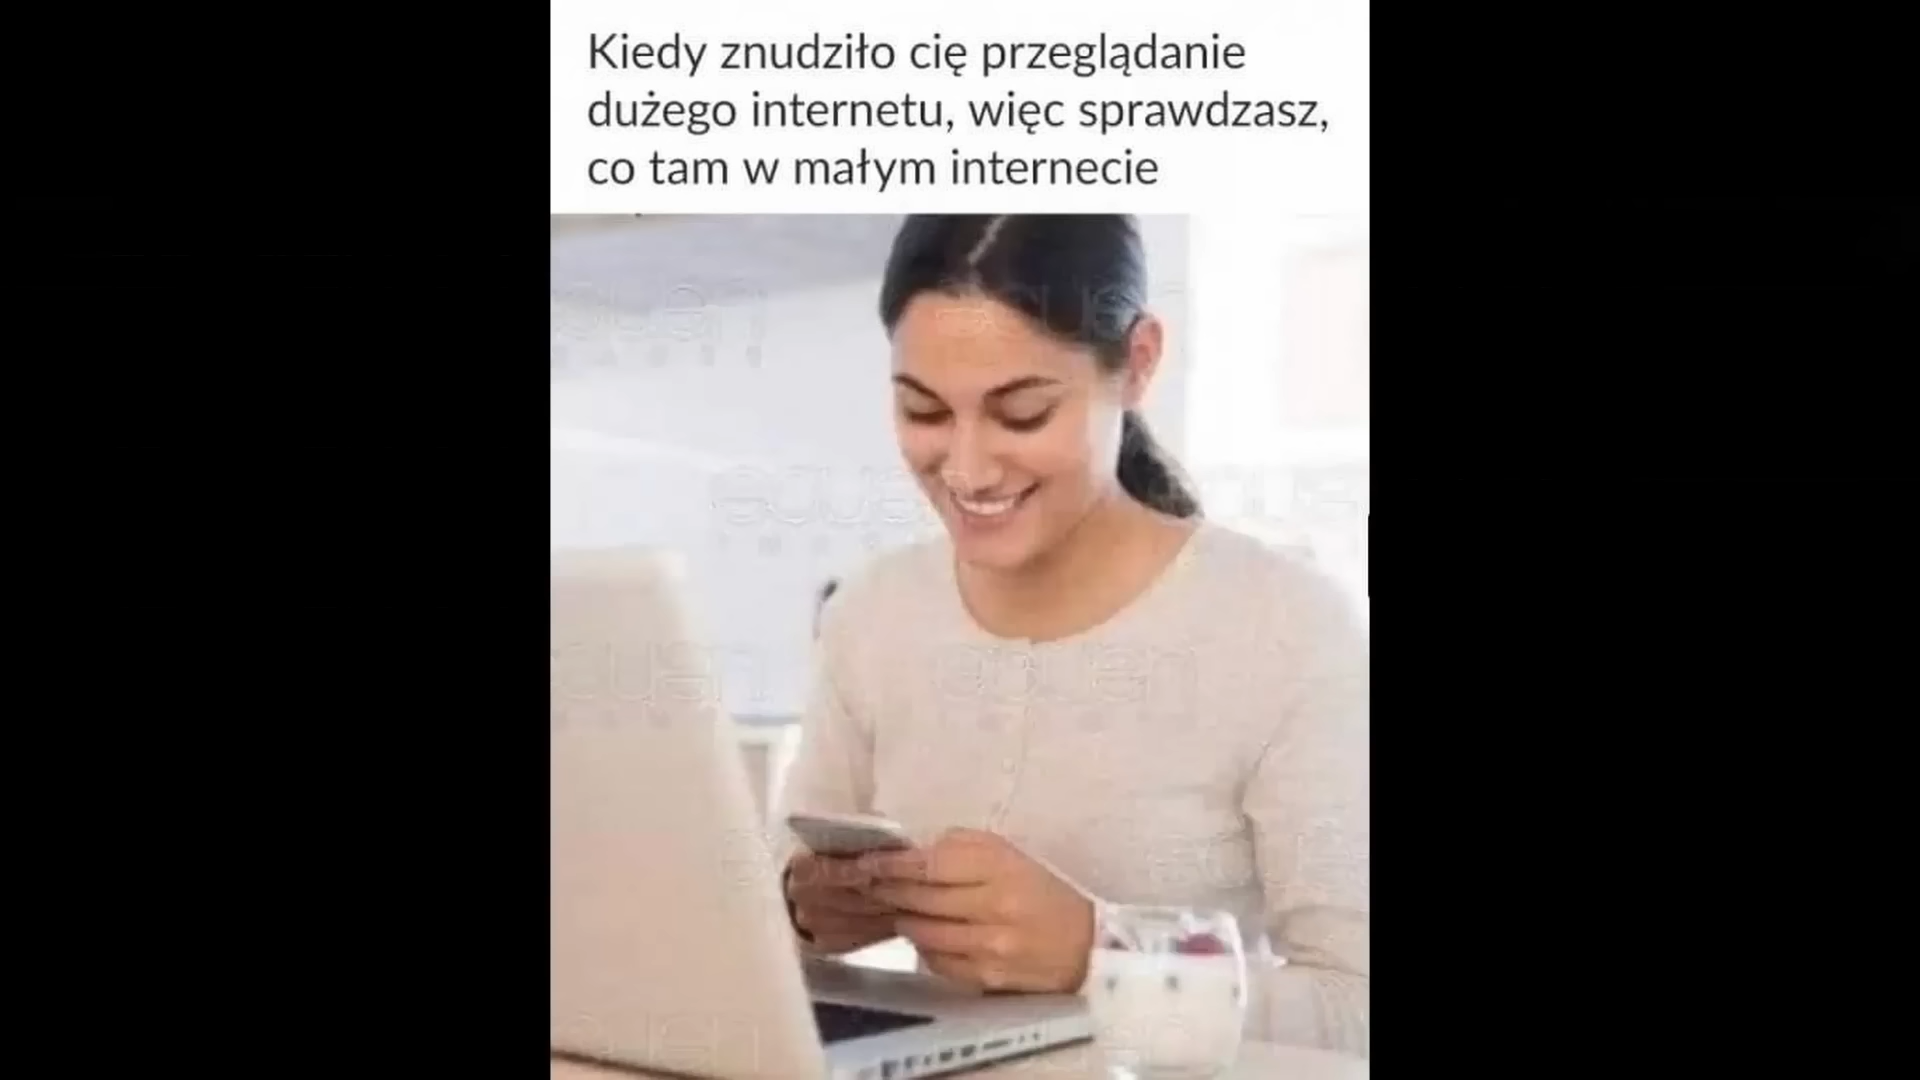 Kiedy znudziło cię przeglądanie
dużego internetu, więc sprawdzasz,
co tam w małym internecie